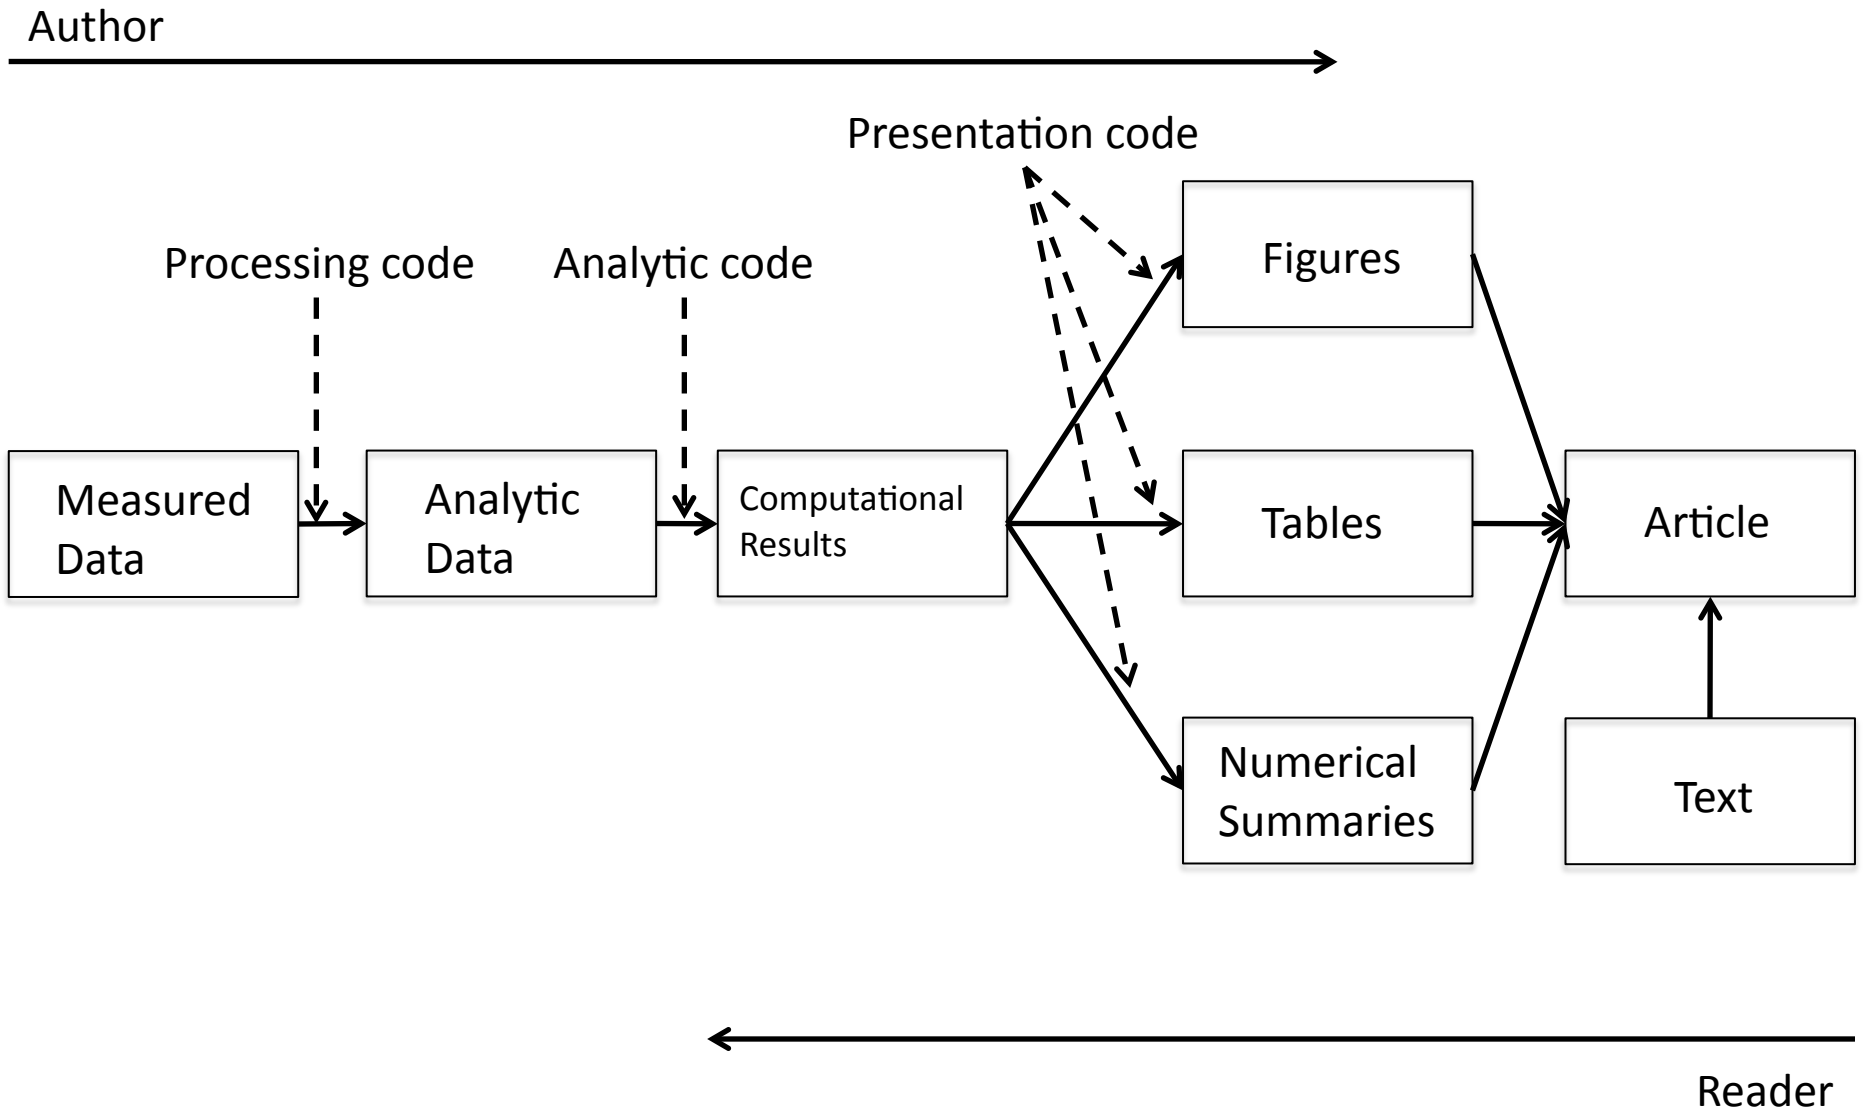 Author
Presentation code
Processing code
Analytic code
Figures
Measured
Data
Analytic
Data
Computational
Results
Tables
Article
Numerical
Summaries
Text
Reader